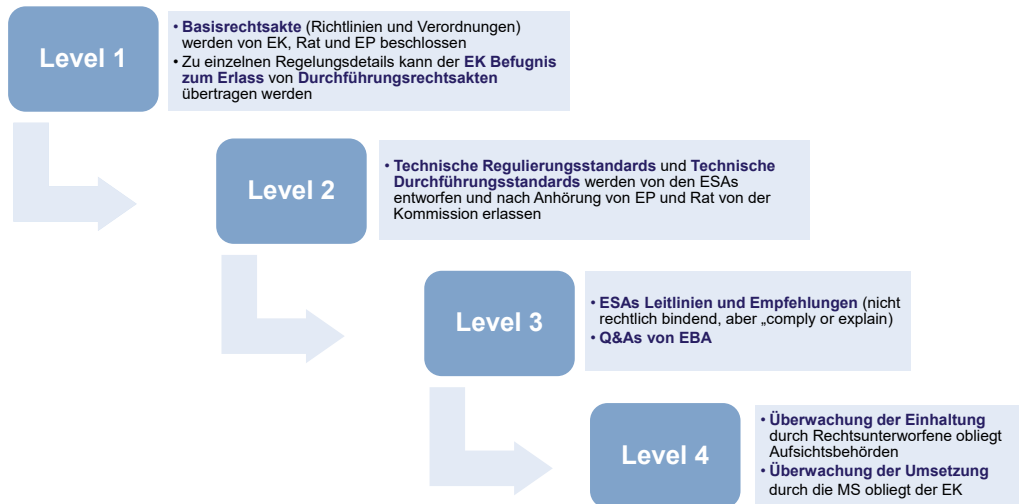 Level 1
• Basisrechtsakte (Richtlinien und Verordnungen)
werden von EK, Rat und EP beschlossen
• Zu einzelnen Regelungsdetails kann der EK Befugnis
zum Erlass von Durchführungsrechtsakten
übertragen werden
Level 2
• Technische Regulierungsstandards und Technische
Durchführungsstandards werden von den ESAs
entworfen und nach Anhörung von EP und Rat von der
Kommission erlassen
Level 3
• ESAs Leitlinien und Empfehlungen (nicht
rechtlich bindend, aber „comply or explain)
• Q&As von EBA
Level 4
• Überwachung der Einhaltung
durch Rechtsunterworfene obliegt
Aufsichtsbehörden
• Überwachung der Umsetzung
durch die MS obliegt der EK